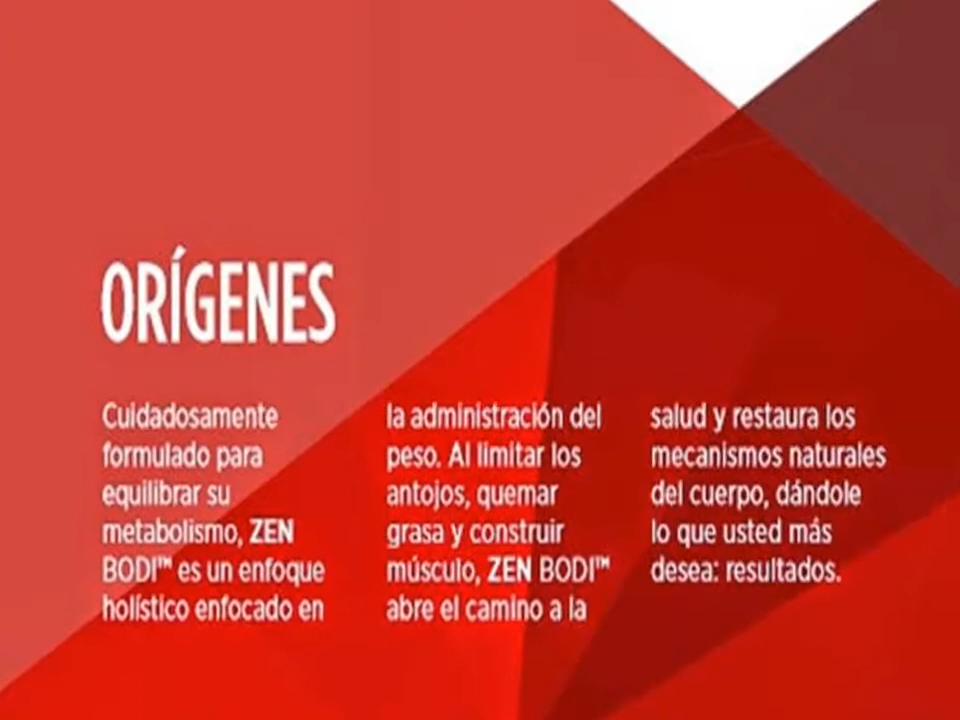 ORÍGENES
Cuidadosamente
formulado para
equilibrar su
metabolismo, ZEN
BODI™ es un enfoque
holístico enfocado en
la administración del
peso. Al limitar los
antojos, quemar
grasa y construir
músculo, ZEN BODI™
abre el camino a la
salud y restaura los
mecanismos naturales
del cuerpo, dándole
lo que usted más
desea: resultados.